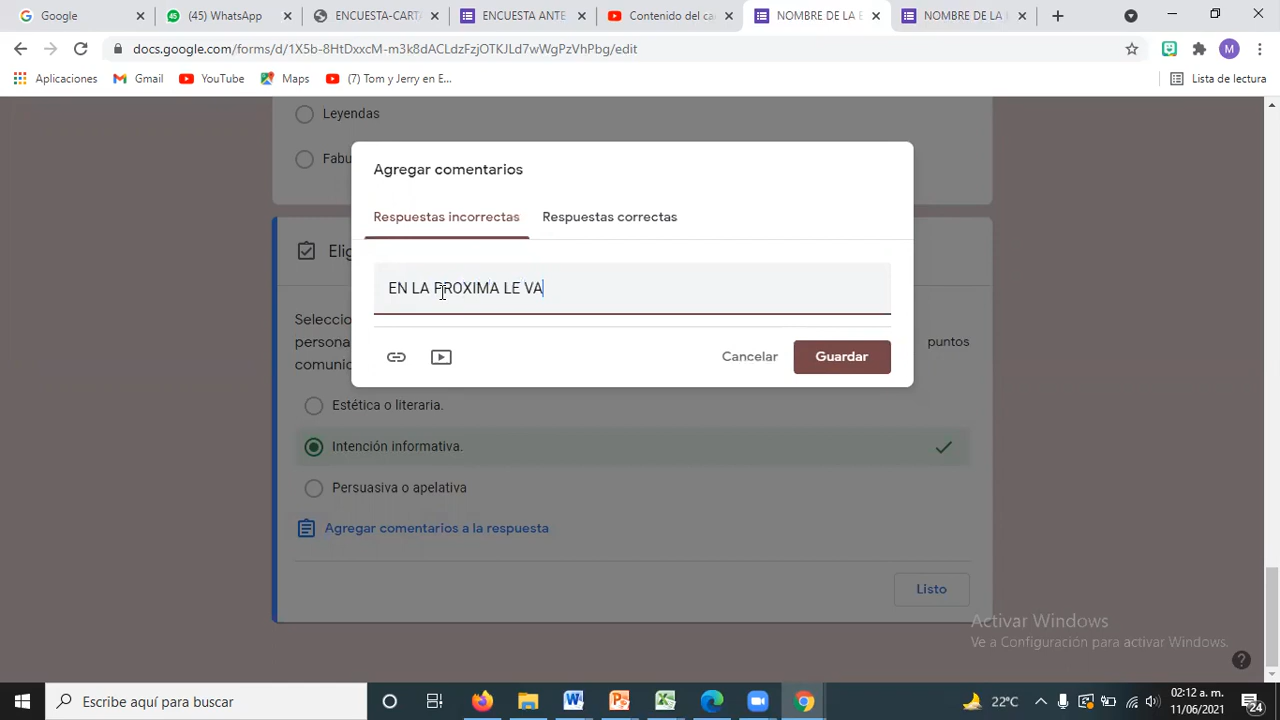 Google
(45) WhatsApp
ENCUESTA-CARTA
ENCUESTA ANTE
Contenido del ca
NOMBRE DE LA E
NOMBRE DE LA
docs.google.com/forms/d/1X5b-8HtDxxcM-m3k8dACLdzFzjOTKJLd7wWgPzVhPbg/edit
M
Aplicaciones
Gmail
YouTube
Maps
(7) Tom y Jerry en E...
Lista de lectura
Leyendas
Fabu
Agregar comentarios
Respuestas incorrectas
Respuestas correctas
Elig
EN LA PROXIMA LE VA
Selecci
persona
comunic
puntos
Cancelar
Guardar
Estética o literaria.
Intención informativa.
Persuasiva o apelativa
Agregar comentarios a la respuesta
Listo
Activar Windows
Ve a Configuración para activar Windows.
Escribe aquí para buscar
22°C
02:12 a. m.
11/06/2021
24